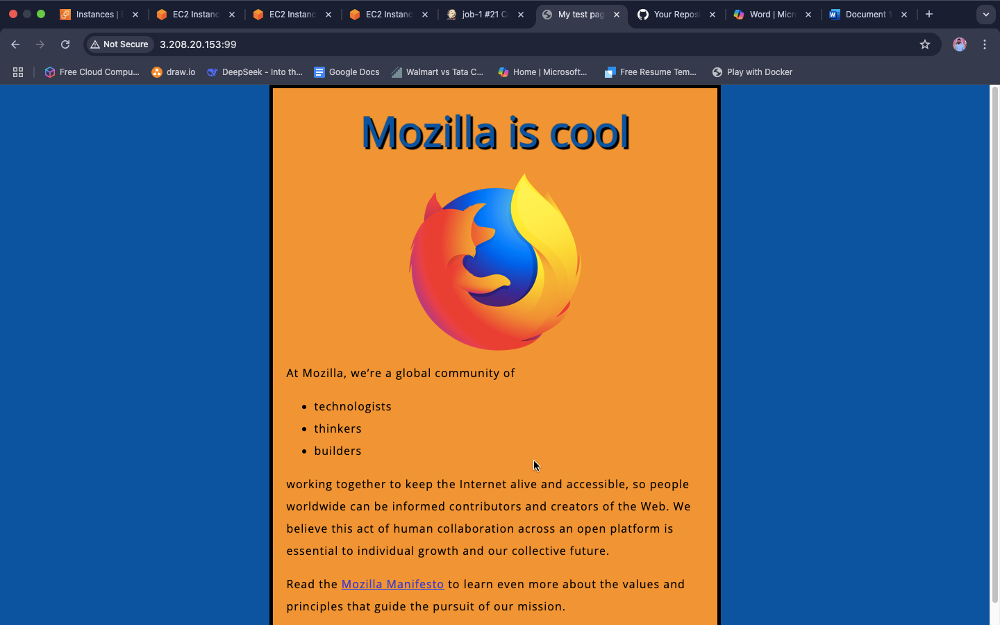 Instances | E
EC2 Instanc
EC2 Instanc
EC2 Instanc
job-1 #21 Co
My test pag
Your Repos
Word | Micr
Document 1
Not Secure
3.208.20.153:99
Free Cloud Compu...
draw.io
DeepSeek - Into th...
Google Docs
Walmart vs Tata C...
Home | Microsoft...
Free Resume Tem...
Play with Docker
Mozilla is cool
At Mozilla, we’re a global community of
• technologists
• thinkers
• builders
working together to keep the Internet alive and accessible, so people
worldwide can be informed contributors and creators of the Web. We
believe this act of human collaboration across an open platform is
essential to individual growth and our collective future.
Read the Mozilla Manifesto to learn even more about the values and
principles that guide the pursuit of our mission.